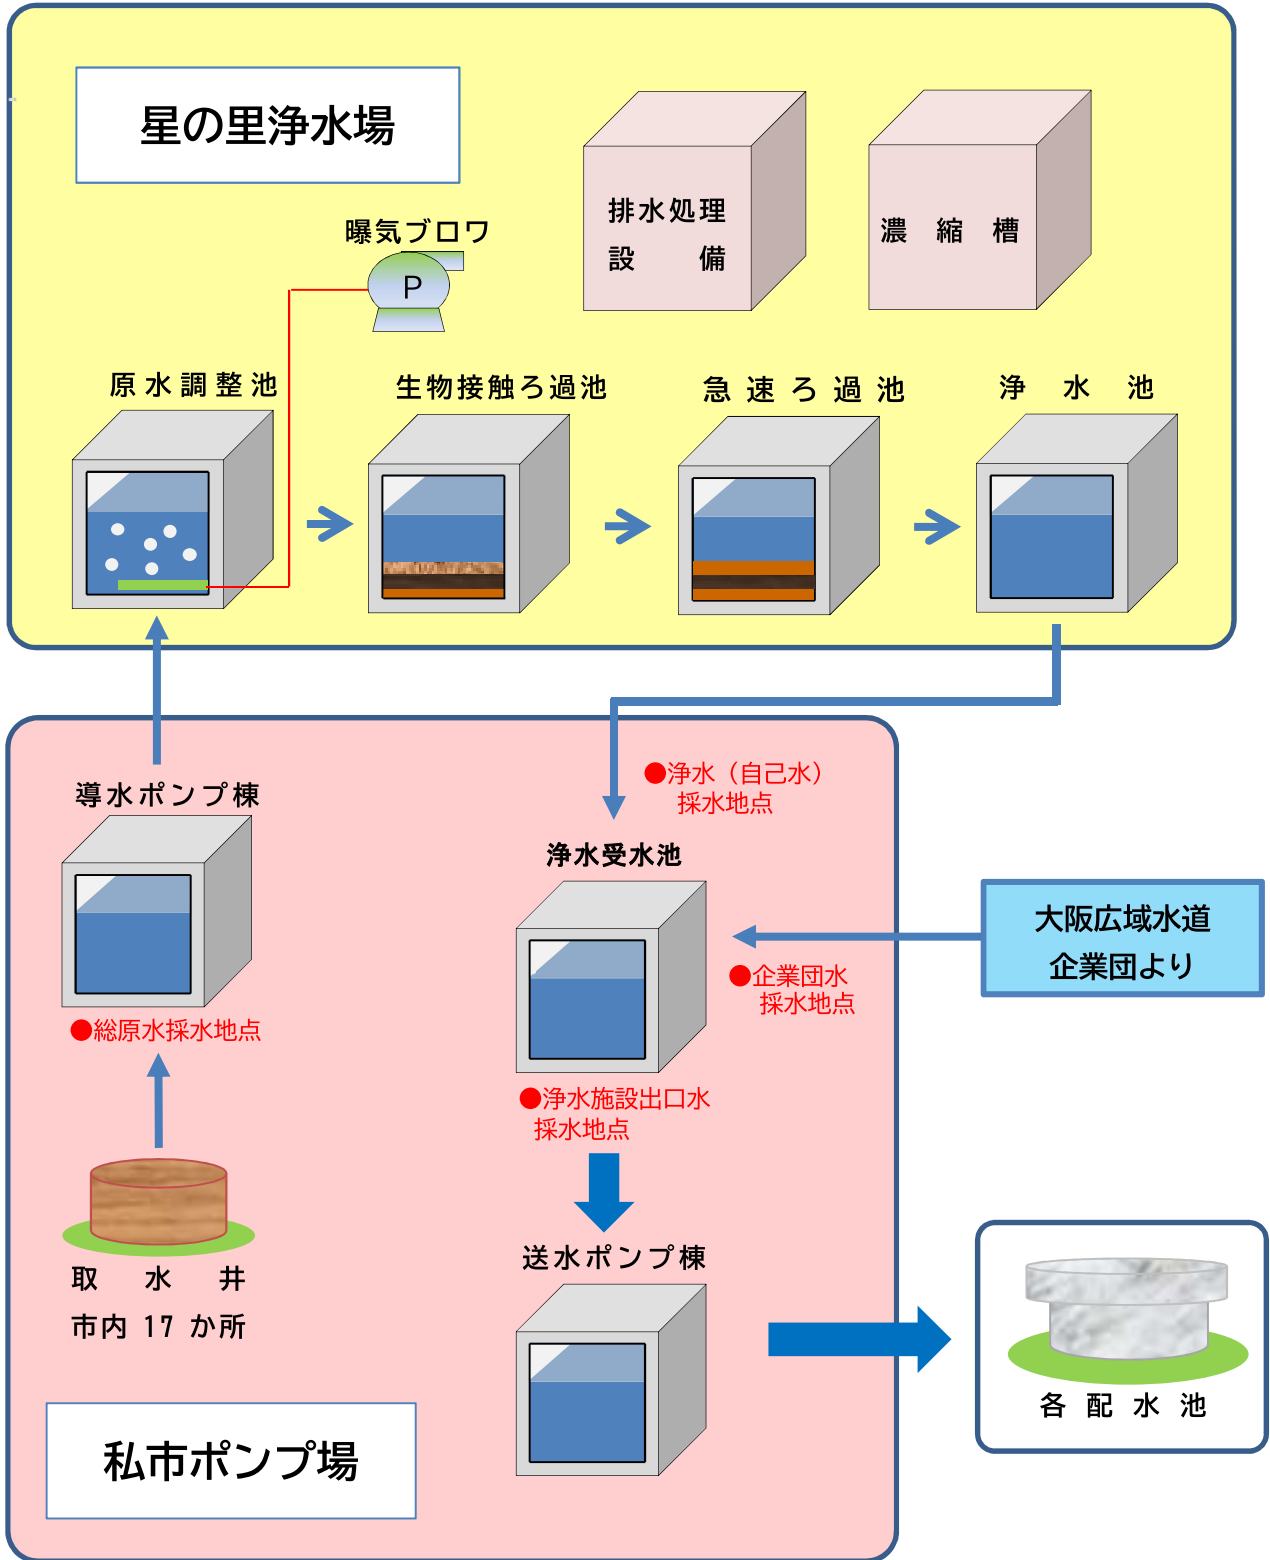 星の里浄水場
排水処理
設備
濃縮槽
曝気ブロワ
P
原水調整池
生物接触ろ過池
急速ろ過池
浄水池
導水ポンプ棟
●浄水（自己水）
採水地点
浄水受水池
大阪広域水道
企業団より
●企業団水
採水地点
●総原水採水地点
●浄水施設出口水
採水地点
取水井
市内 17 か所
送水ポンプ棟
各配水池
私市ポンプ場